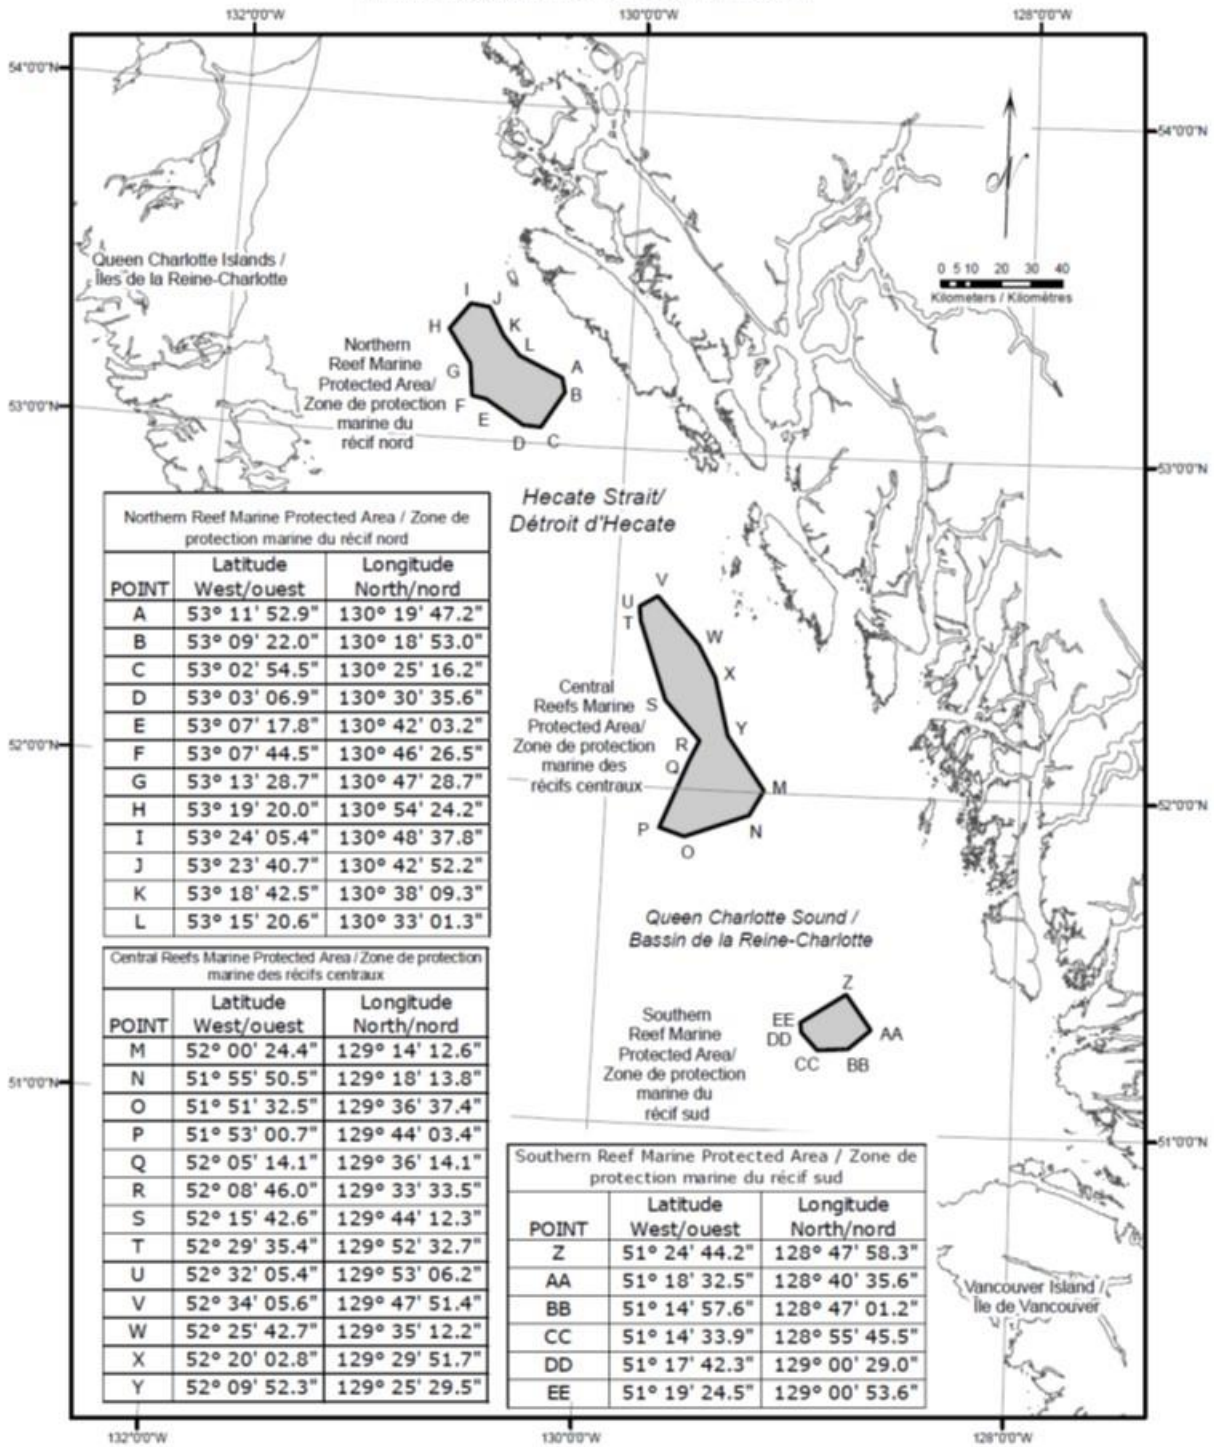 132°0'0"W 130°0'0"W 128°0'0"W
54°0'0"N
54°0'0"N
Queen Charlotte Islands /
Îles de la Reine-Charlotte
0 5 10 20 30 40
Kilometers / Kilomètres
I
J
H
K
L
A
G
B
F
E
D
C
Northern
Reef Marine
Protected Area/
Zone de protection
marine du
récif nord
53°0'0"N
53°0'0"N
Hecate Strait/
Détroit d'Hecate
Northern Reef Marine Protected Area / Zone de
protection marine du récif nord
POINT Latitude West/ouest Longitude North/nord
A 53° 11' 52.9" 130° 19' 47.2"
B 53° 09' 22.0" 130° 18' 53.0"
C 53° 02' 54.5" 130° 25' 16.2"
D 53° 03' 06.9" 130° 30' 35.6"
E 53° 07' 17.8" 130° 42' 03.2"
F 53° 07' 44.5" 130° 46' 26.5"
G 53° 13' 28.7" 130° 47' 28.7"
H 53° 19' 20.0" 130° 54' 24.2"
I 53° 24' 05.4" 130° 48' 37.8"
J 53° 23' 40.7" 130° 42' 52.2"
K 53° 18' 42.5" 130° 38' 09.3"
L 53° 15' 20.6" 130° 33' 01.3"
V
U
T
W
X
S
Y
R
Q
M
P
N
O
Central
Reefs Marine
Protected Area/
Zone de protection
marine des
récifs centraux
52°0'0"N
52°0'0"N
Queen Charlotte Sound /
Bassin de la Reine-Charlotte
Central Reefs Marine Protected Area / Zone de protection
marine des récifs centraux
POINT Latitude West/ouest Longitude North/nord
M 52° 00' 24.4" 129° 14' 12.6"
N 51° 55' 50.5" 129° 18' 13.8"
O 51° 51' 32.5" 129° 36' 37.4"
P 51° 53' 00.7" 129° 44' 03.4"
Q 52° 05' 14.1" 129° 36' 14.1"
R 52° 08' 46.0" 129° 33' 33.5"
S 52° 15' 42.6" 129° 44' 12.3"
T 52° 29' 35.4" 129° 52' 32.7"
U 52° 32' 05.4" 129° 53' 06.2"
V 52° 34' 05.6" 129° 47' 51.4"
W 52° 25' 42.7" 129° 35' 12.2"
X 52° 20' 02.8" 129° 29' 51.7"
Y 52° 09' 52.3" 129° 25' 29.5"
Z
EE
DD
AA
CC
BB
Southern
Reef Marine
Protected Area/
Zone de protection
marine du
récif sud
51°0'0"N
51°0'0"N
Southern Reef Marine Protected Area / Zone de
protection marine du récif sud
POINT Latitude West/ouest Longitude North/nord
Z 51° 24' 44.2" 128° 47' 58.3"
AA 51° 18' 32.5" 128° 40' 35.6"
BB 51° 14' 57.6" 128° 47' 01.2"
CC 51° 14' 33.9" 128° 55' 45.5"
DD 51° 17' 42.3" 129° 00' 29.0"
EE 51° 19' 24.5" 129° 00' 53.6"
Vancouver Island /
Île de Vancouver
132°0'0"W 130°0'0"W 128°0'0"W